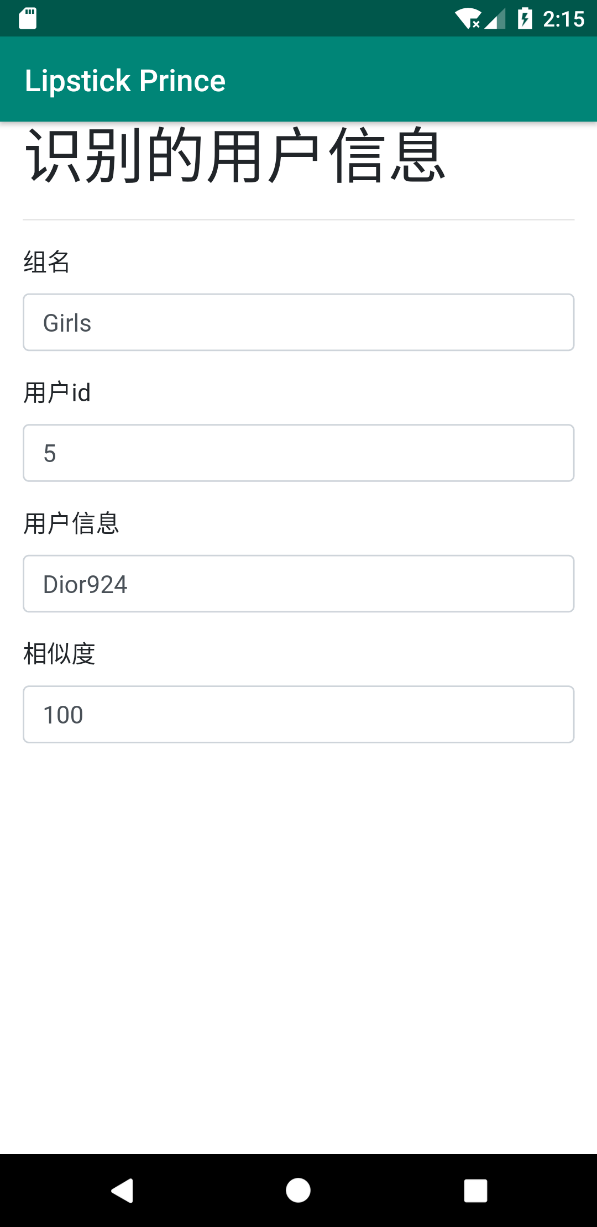 2:15
Lipstick Prince
识别的用户信息
组名
Girls
用户id
5
用户信息
Dior924
相似度
100